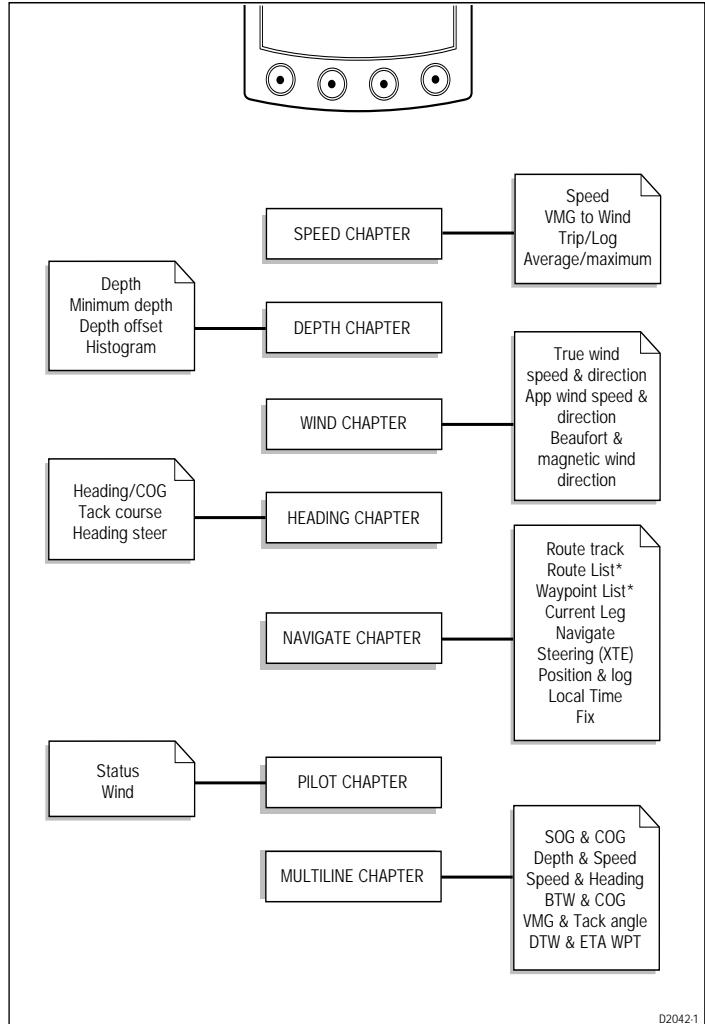 SPEED CHAPTER
Speed
VMG to Wind
Trip/Log
Average/maximum
Depth
Minimum depth
Depth offset
Histogram
DEPTH CHAPTER
WIND CHAPTER
True wind
speed & direction
App wind speed &
direction
Beaufort &
magnetic wind
direction
Heading/COG
Tack course
Heading steer
HEADING CHAPTER
NAVIGATE CHAPTER
Route track
Route List*
Waypoint List*
Current Leg
Navigate
Steering (XTE)
Position & log
Local Time
Fix
Status
Wind
PILOT CHAPTER
MULTILINE CHAPTER
SOG & COG
Depth & Speed
Speed & Heading
BTW & COG
VMG & Tack angle
DTW & ETA WPT
D2042-1